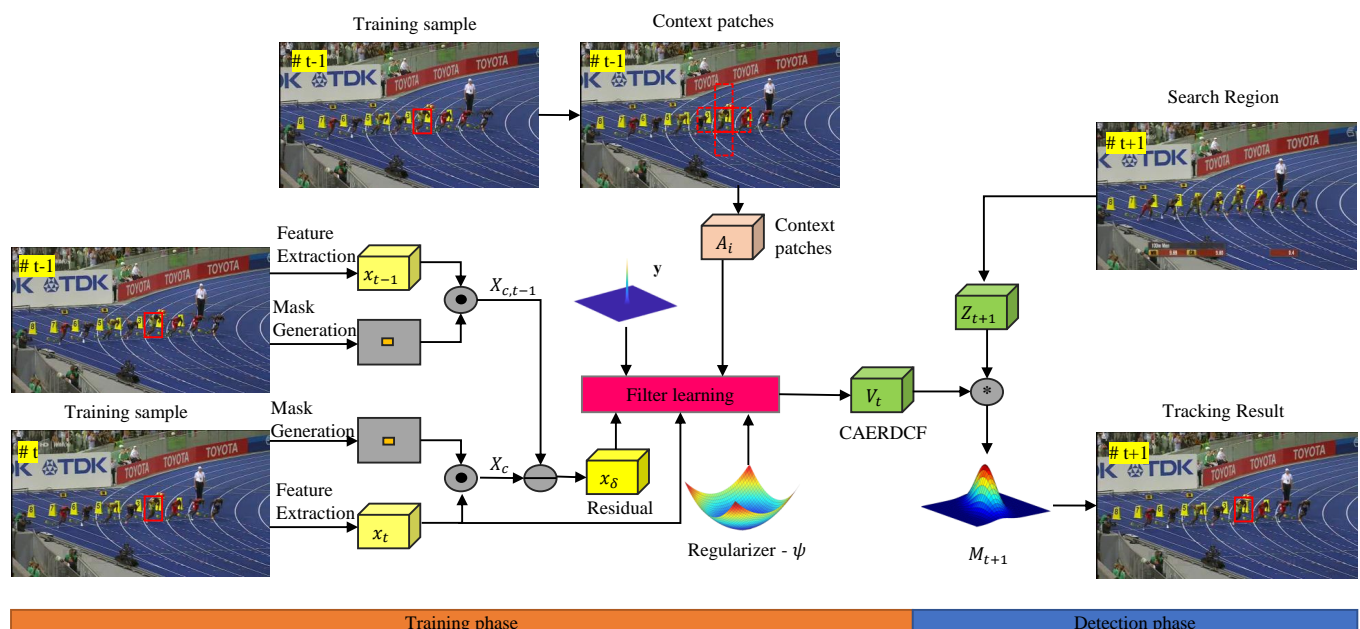 Training sample
Context patches
# t-1
TDK
TOYOTA
TOYOTA
# t-1
TDK
TOYOTA
TOYOTA
Search Region
# t+1
TDK
TOYOTA
TOYOTA
Context
patches
A_i
Feature
Extraction
x_{t-1}
X_{c,t-1}
Mask
Generation
# t-1
TDK
TOYOTA
TOYOTA
y
Z_{t+1}
Filter learning
V_t
*
CAERDCF
Training sample
Mask
Generation
# t
TDK
TOYOTA
TOYOTA
X_c
x_δ
Residual
Feature
Extraction
x_t
Regularizer - ψ
M_{t+1}
Tracking Result
# t+1
TDK
TOYOTA
TOYOTA
Training phase
Detection phase